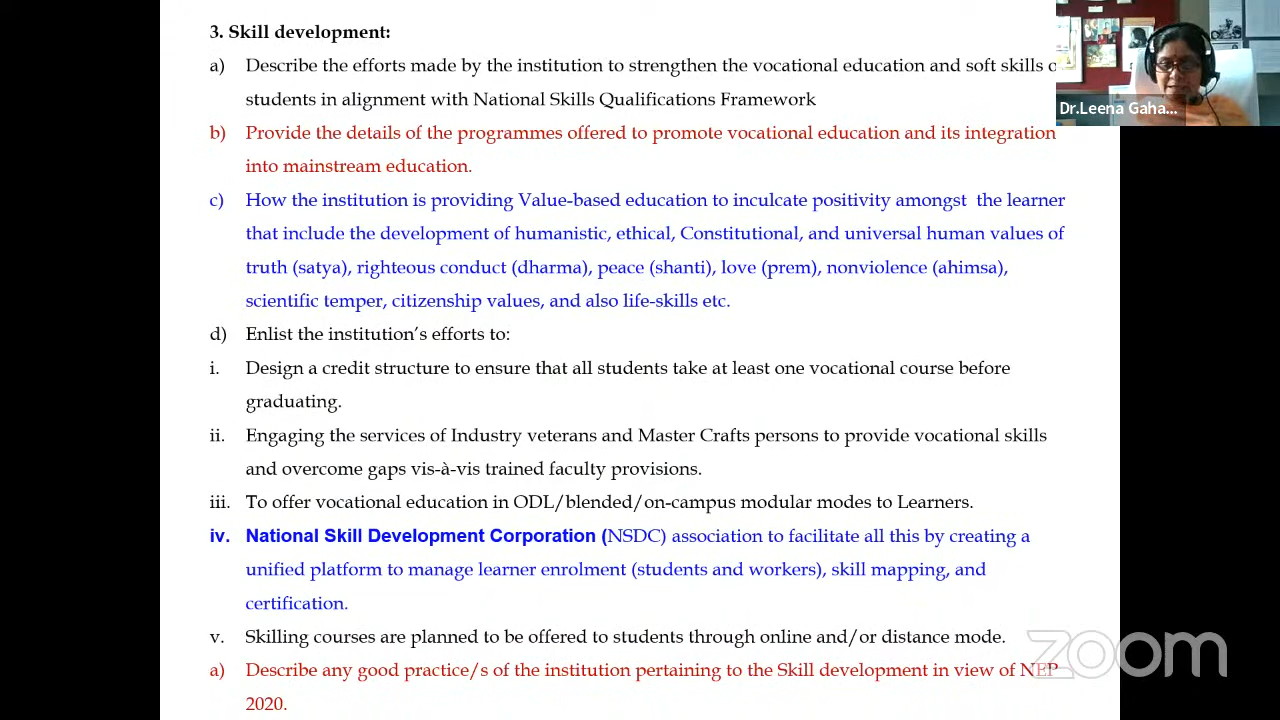 3. Skill development:
a) Describe the efforts made by the institution to strengthen the vocational education and soft skills o
students in alignment with National Skills Qualifications Framework
Dr.Leena Gaha...
b) Provide the details of the programmes offered to promote vocational education and its integration
into mainstream education.
c) How the institution is providing Value-based education to inculcate positivity amongst the learner
that include the development of humanistic, ethical, Constitutional, and universal human values of
truth (satya), righteous conduct (dharma), peace (shanti), love (prem), nonviolence (ahimsa),
scientific temper, citizenship values, and also life-skills etc.
d) Enlist the institution’s efforts to:
i. Design a credit structure to ensure that all students take at least one vocational course before
graduating.
ii. Engaging the services of Industry veterans and Master Crafts persons to provide vocational skills
and overcome gaps vis-à-vis trained faculty provisions.
iii. To offer vocational education in ODL/blended/on-campus modular modes to Learners.
iv. National Skill Development Corporation (NSDC) association to facilitate all this by creating a
unified platform to manage learner enrolment (students and workers), skill mapping, and
certification.
v. Skilling courses are planned to be offered to students through online and/or distance mode.
a) Describe any good practice/s of the institution pertaining to the Skill development in view of NEP
2020.
zoom